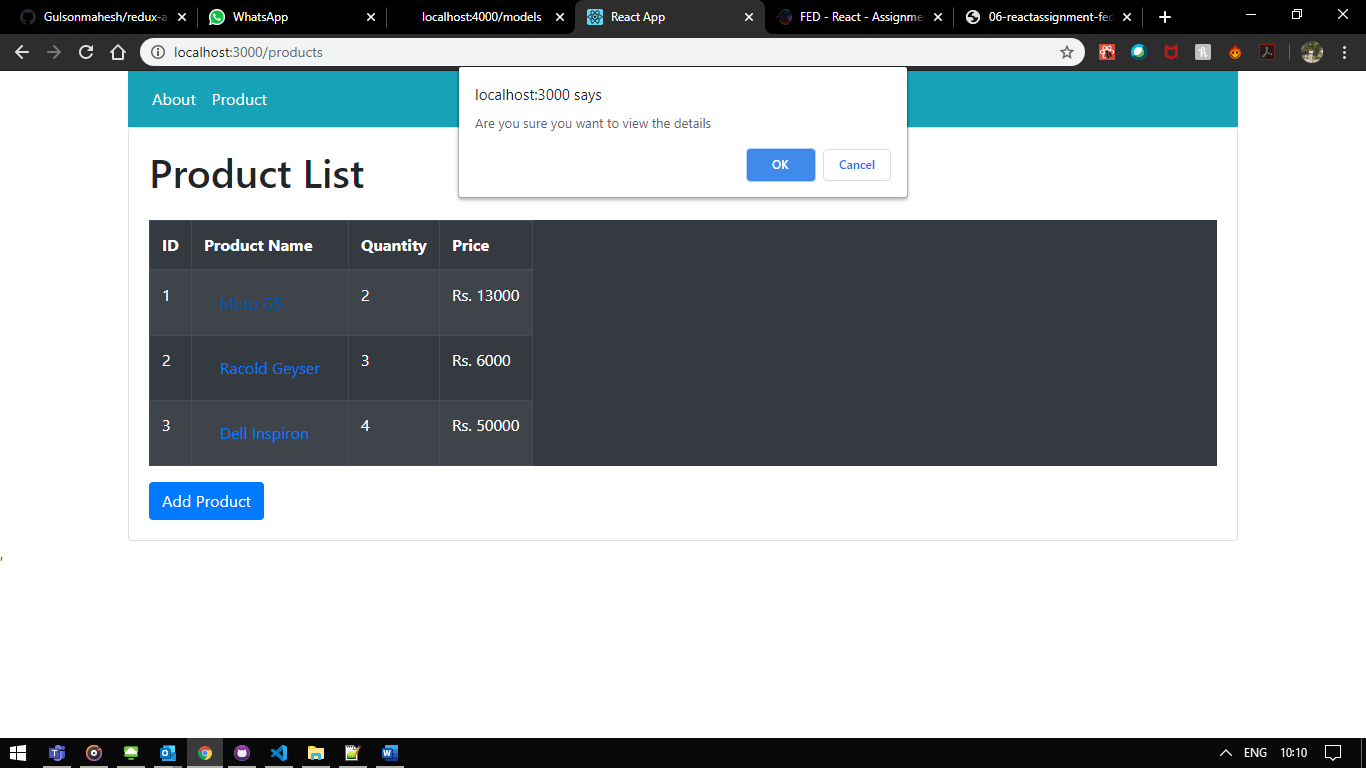 Gulsonmahesh/redux-a
WhatsApp
localhost:4000/models
React App
FED - React - Assignme
06-reactassignment-fed
localhost:3000/products
About Product
localhost:3000 says
Are you sure you want to view the details
OK Cancel
Product List
ID Product Name Quantity Price
1 Moto G5 2 Rs. 13000
2 Racold Geyser 3 Rs. 6000
3 Dell Inspiron 4 Rs. 50000
Add Product
,
ENG 10:10